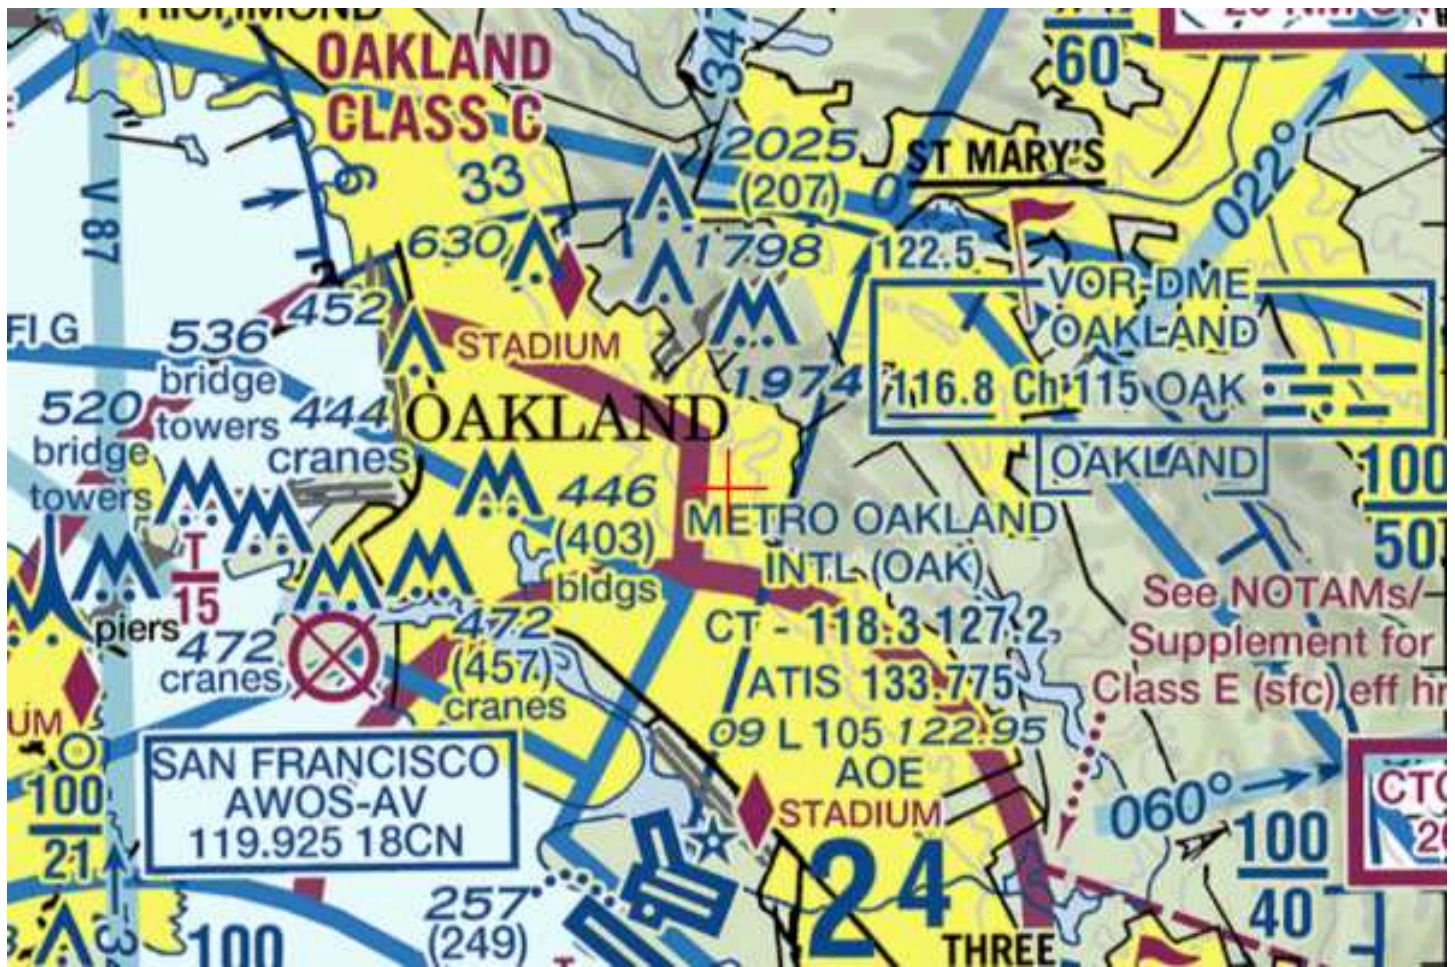 RICHMOND
OAKLAND
CLASS C
60
V 87
33
2025
(207)
ST MARY'S
022°
630
1798
122.5
452
536
bridge
towers
STADIUM
VOR-DME
OAKLAND
116.8 Ch 115 OAK
OAKLAND
1974
520
bridge
towers
444
cranes
OAKLAND
446
(403)
bldgs
100
50
METRO OAKLAND
INTL (OAK)
CT - 118.3 127.2
ATIS 133.775
09 L 105 122.95
AOE
See NOTAMs/
Supplement for
Class E (sfc) eff hr
T
15
piers
472
cranes
472
(457)
cranes
UM
SAN FRANCISCO
AWOS-AV
119.925 18CN
100
21
STADIUM
060°
100
40
CTC
20
24
257
(249)
100
THREE